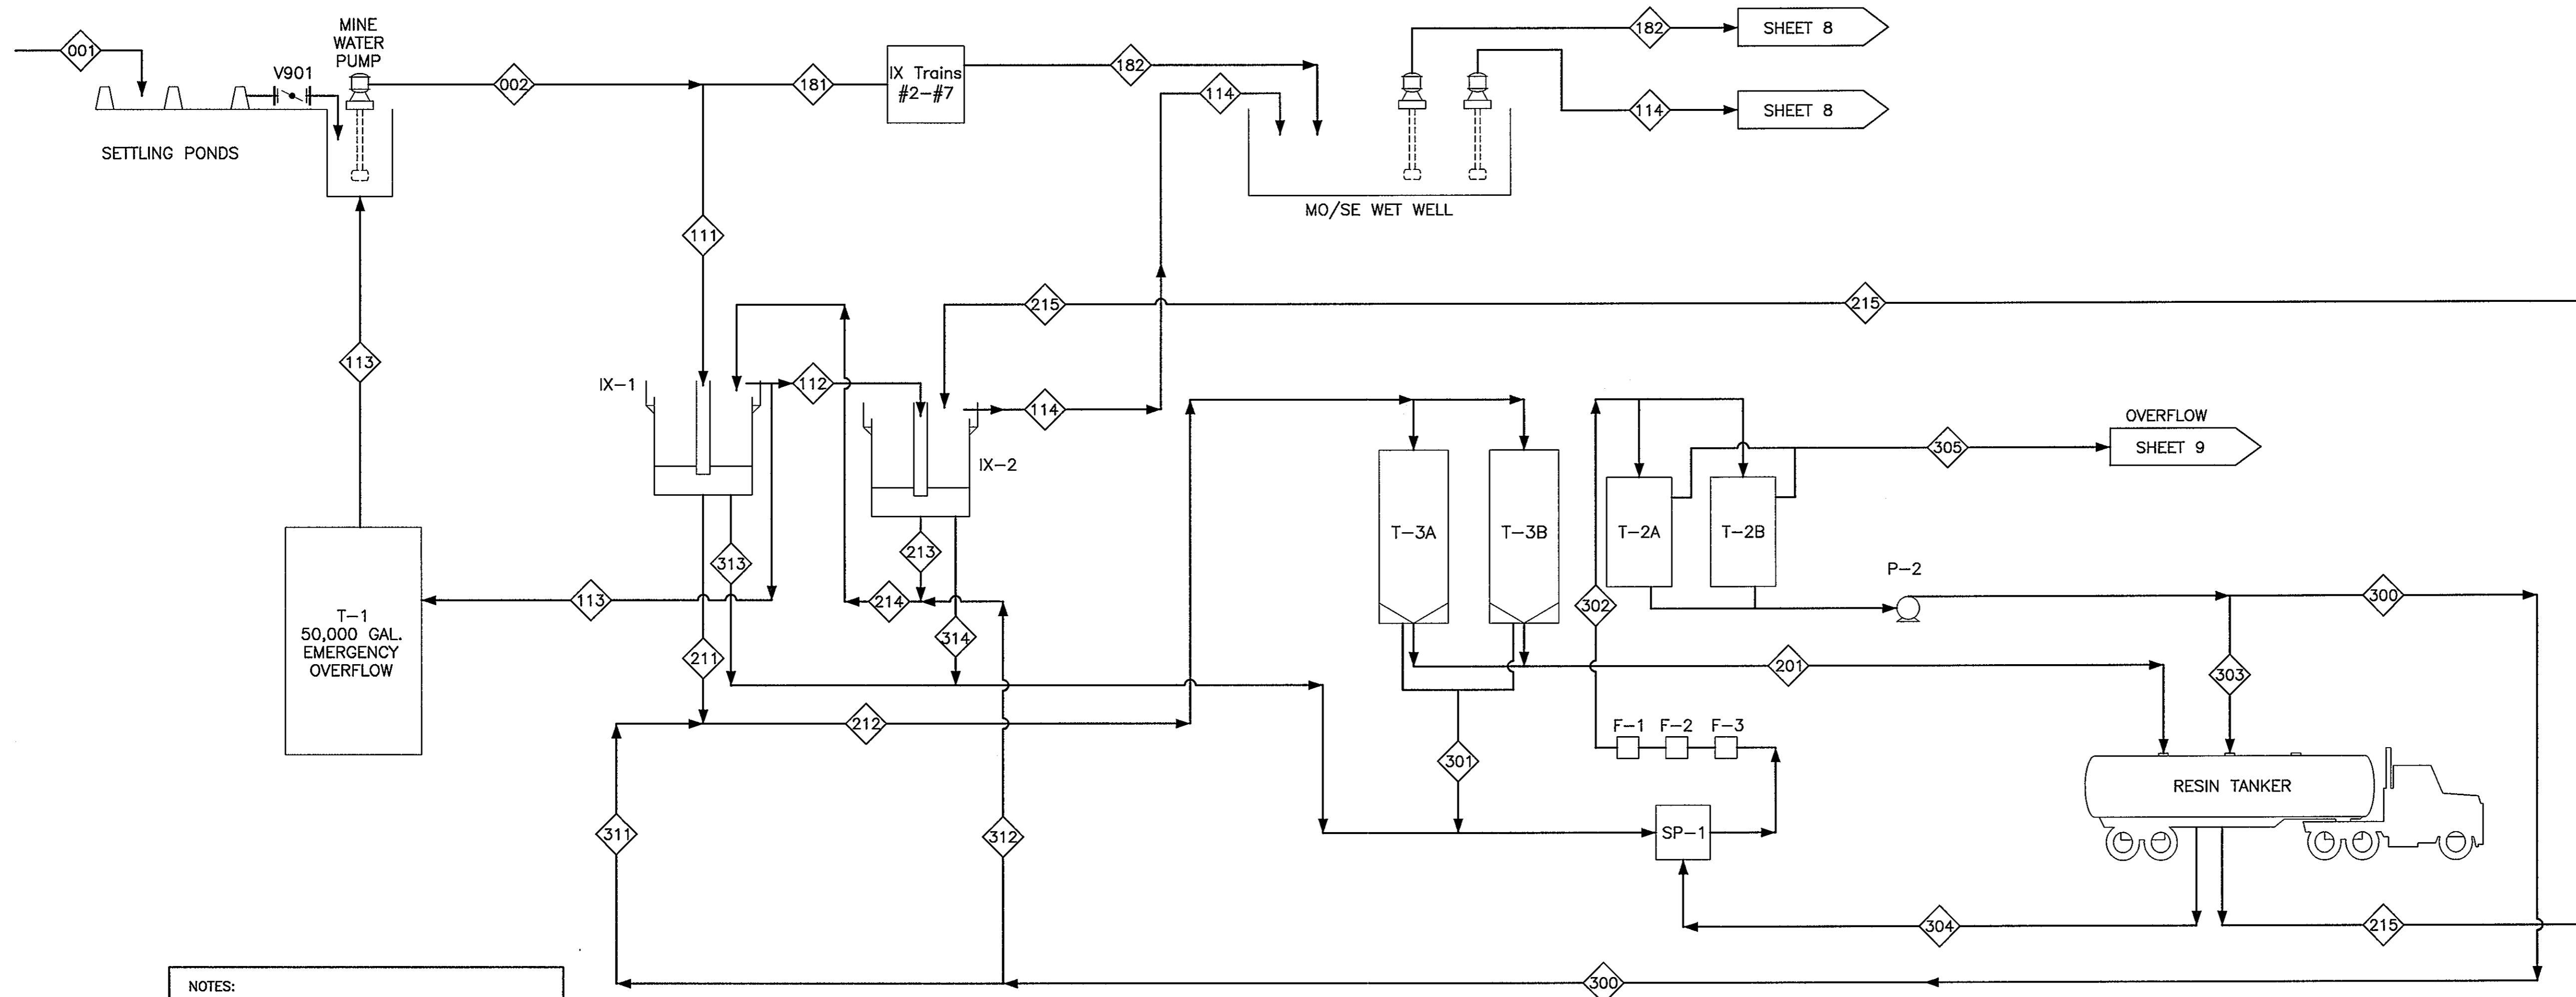 001
MINE
WATER
PUMP
V901
SETTLING PONDS
002
181
IX Trains
#2-#7
182
114
182
SHEET 8
114
SHEET 8
MO/SE WET WELL
111
215
215
113
IX-1
112
114
IX-2
OVERFLOW
305
SHEET 9
T-3A
T-3B
T-2A
T-2B
P-2
213
313
113
214
302
300
T-1
50,000 GAL.
EMERGENCY
OVERFLOW
314
211
201
303
212
F-1
F-2
F-3
301
RESIN TANKER
311
312
SP-1
304
215
300
NOTES: